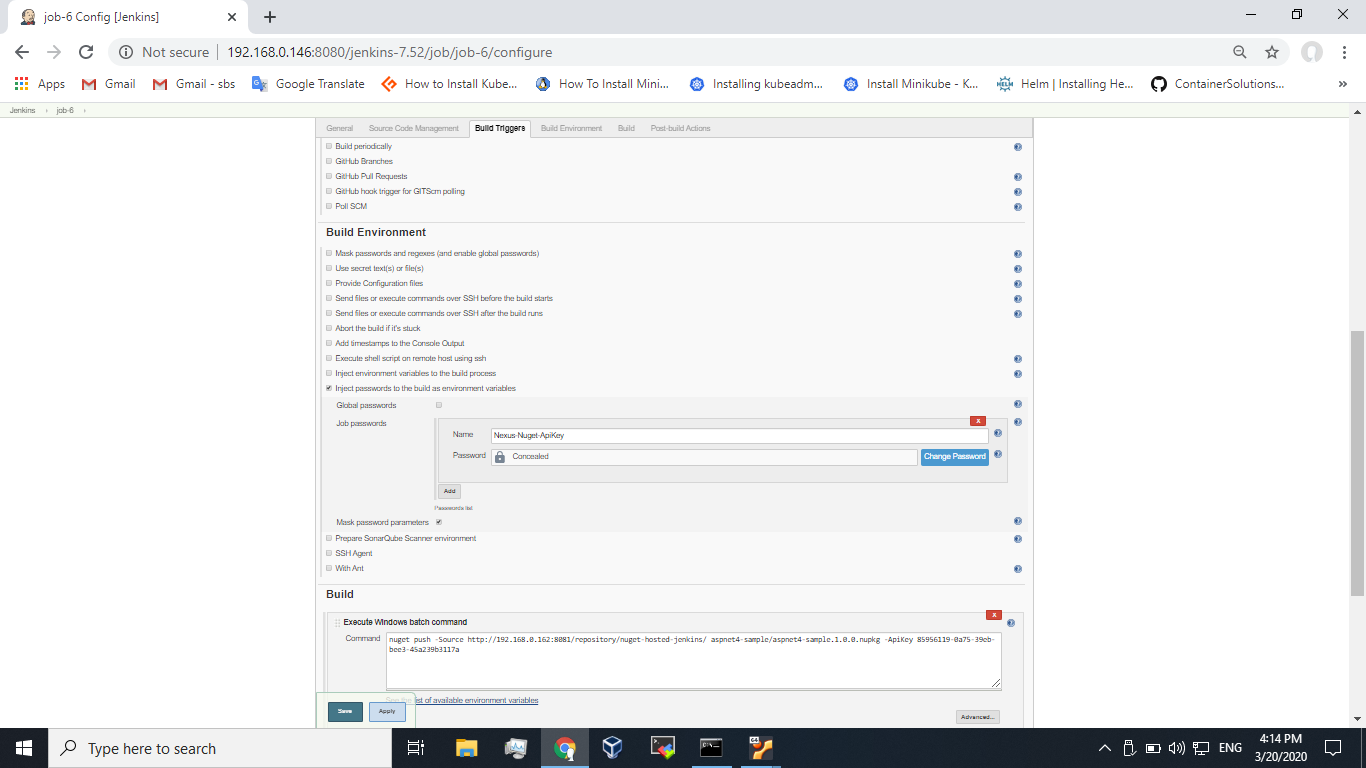 job-6 Config [Jenkins]
Not secure 192.168.0.146:8080/jenkins-7.52/job/job-6/configure
Apps Gmail Gmail - sbs Google Translate How to Install Kube... How To Install Mini... Installing kubeadm... Install Minikube - K... Helm | Installing He... ContainerSolutions... »
Jenkins › job-6 ›
General Source Code Management Build Triggers Build Environment Build Post-build Actions
Build periodically
GitHub Branches
GitHub Pull Requests
GitHub hook trigger for GITScm polling
Poll SCM
Build Environment
Mask passwords and regexes (and enable global passwords)
Use secret text(s) or file(s)
Provide Configuration files
Send files or execute commands over SSH before the build starts
Send files or execute commands over SSH after the build runs
Abort the build if it's stuck
Add timestamps to the Console Output
Execute shell script on remote host using ssh
Inject environment variables to the build process
Inject passwords to the build as environment variables
Global passwords
Job passwords
X
Name Nexus-Nuget-ApiKey
Password Concealed Change Password
Add
Passwords list
Mask password parameters
Prepare SonarQube Scanner environment
SSH Agent
With Ant
Build
X
Execute Windows batch command
Command nuget push -Source http://192.168.0.162:8081/repository/nuget-hosted-jenkins/ aspnet4-sample/aspnet4-sample.1.0.0.nupkg -ApiKey 85956119-0a75-39eb-
bee3-45a239b3117a
See the list of available environment variables
Save Apply
Advanced...
Type here to search
ENG
4:14 PM
3/20/2020